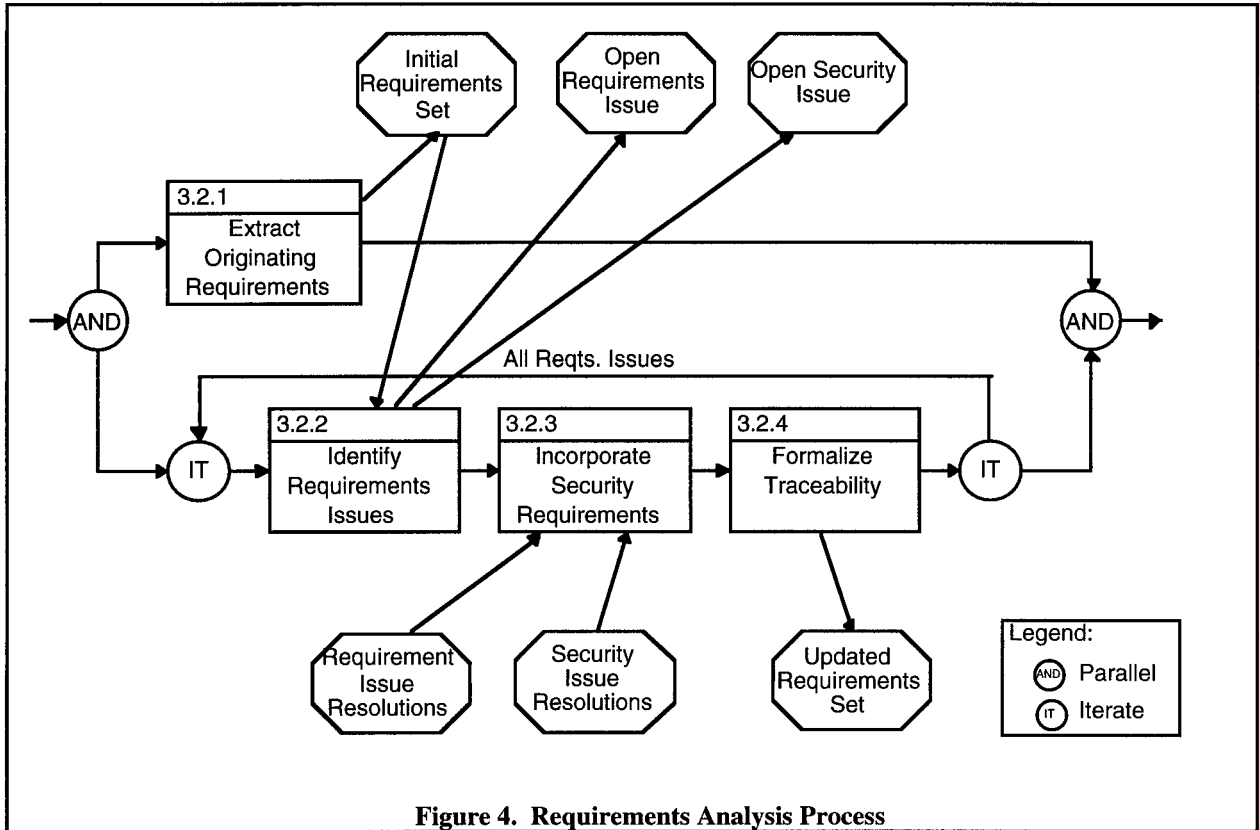 Initial
Requirements
Set
Open
Requirements
Issue
Open Security
Issue
3.2.1
Extract
Originating
Requirements
AND
AND
All Reqts. Issues
IT
3.2.2
Identify
Requirements
Issues
3.2.3
Incorporate
Security
Requirements
3.2.4
Formalize
Traceability
IT
Requirement
Issue
Resolutions
Security
Issue
Resolutions
Updated
Requirements
Set
Legend:
AND Parallel
IT Iterate
Figure 4. Requirements Analysis Process